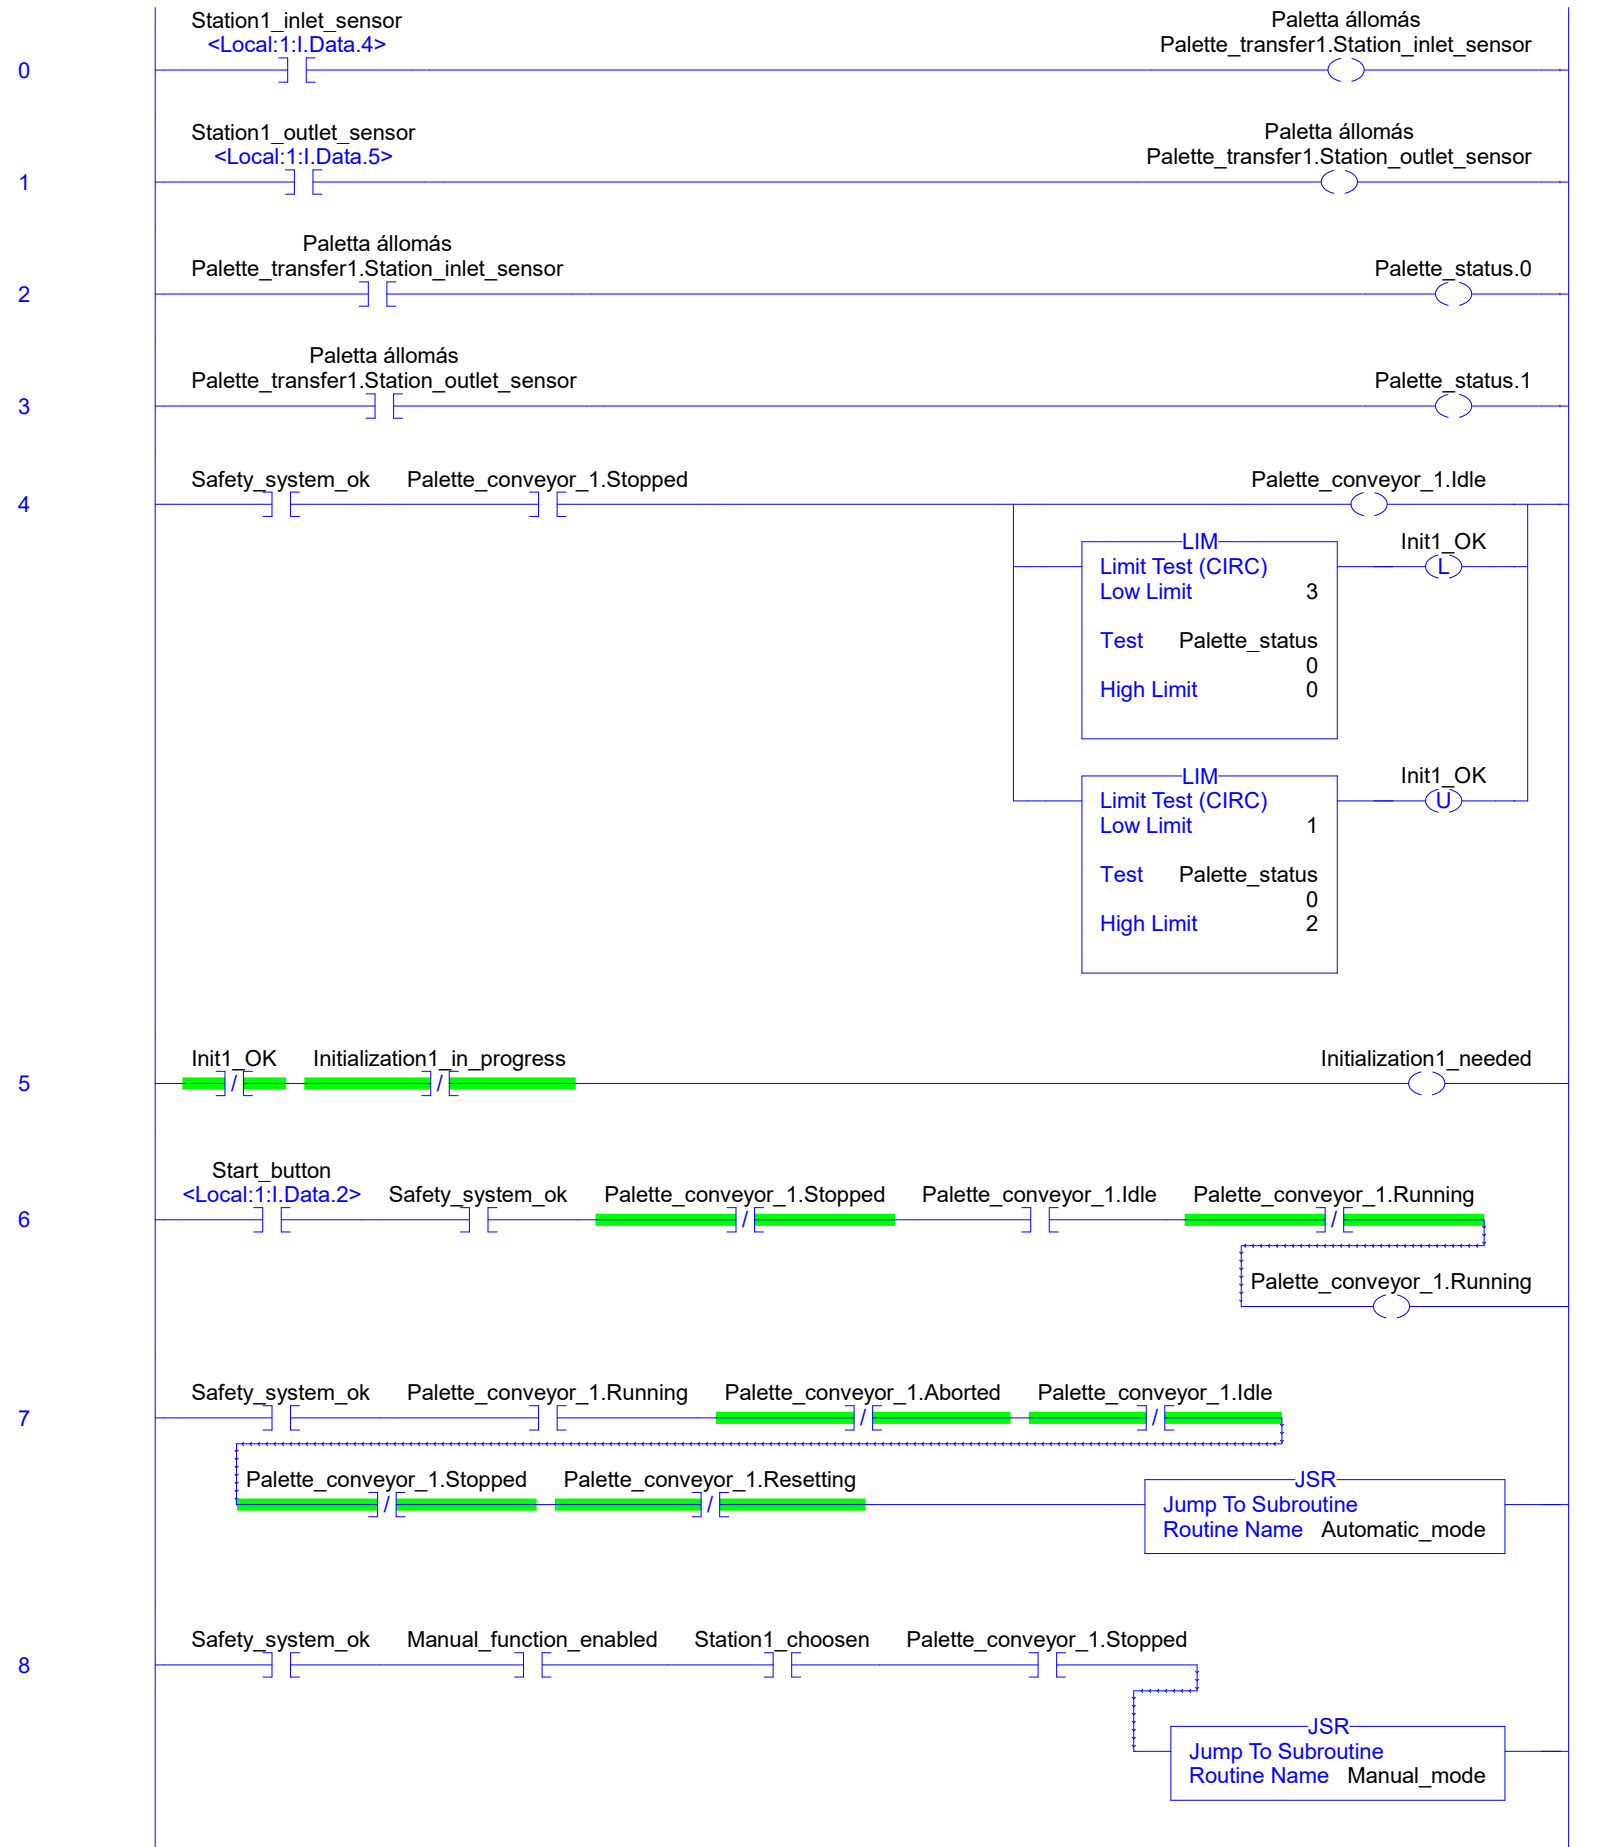 Station1_inlet_sensor
<Local:1:I.Data.4>
Paletta állomás
Palette_transfer1.Station_inlet_sensor
0
Station1_outlet_sensor
<Local:1:I.Data.5>
Paletta állomás
Palette_transfer1.Station_outlet_sensor
1
Paletta állomás
Palette_transfer1.Station_inlet_sensor
Palette_status.0
2
Paletta állomás
Palette_transfer1.Station_outlet_sensor
Palette_status.1
3
Safety_system_ok Palette_conveyor_1.Stopped Palette_conveyor_1.Idle
4
LIM
Limit Test (CIRC)
Low Limit 3
Test Palette_status
0
High Limit 0
Init1_OK
L
LIM
Limit Test (CIRC)
Low Limit 1
Test Palette_status
0
High Limit 2
Init1_OK
U
Init1_OK Initialization1_in_progress Initialization1_needed
5
/ /
Start_button
<Local:1:I.Data.2> Safety_system_ok Palette_conveyor_1.Stopped Palette_conveyor_1.Idle Palette_conveyor_1.Running
6
/ /
Palette_conveyor_1.Running
Safety_system_ok Palette_conveyor_1.Running Palette_conveyor_1.Aborted Palette_conveyor_1.Idle
7
/ /
Palette_conveyor_1.Stopped Palette_conveyor_1.Resetting
/ /
JSR
Jump To Subroutine
Routine Name Automatic_mode
Safety_system_ok Manual_function_enabled Station1_choosen Palette_conveyor_1.Stopped
8
JSR
Jump To Subroutine
Routine Name Manual_mode